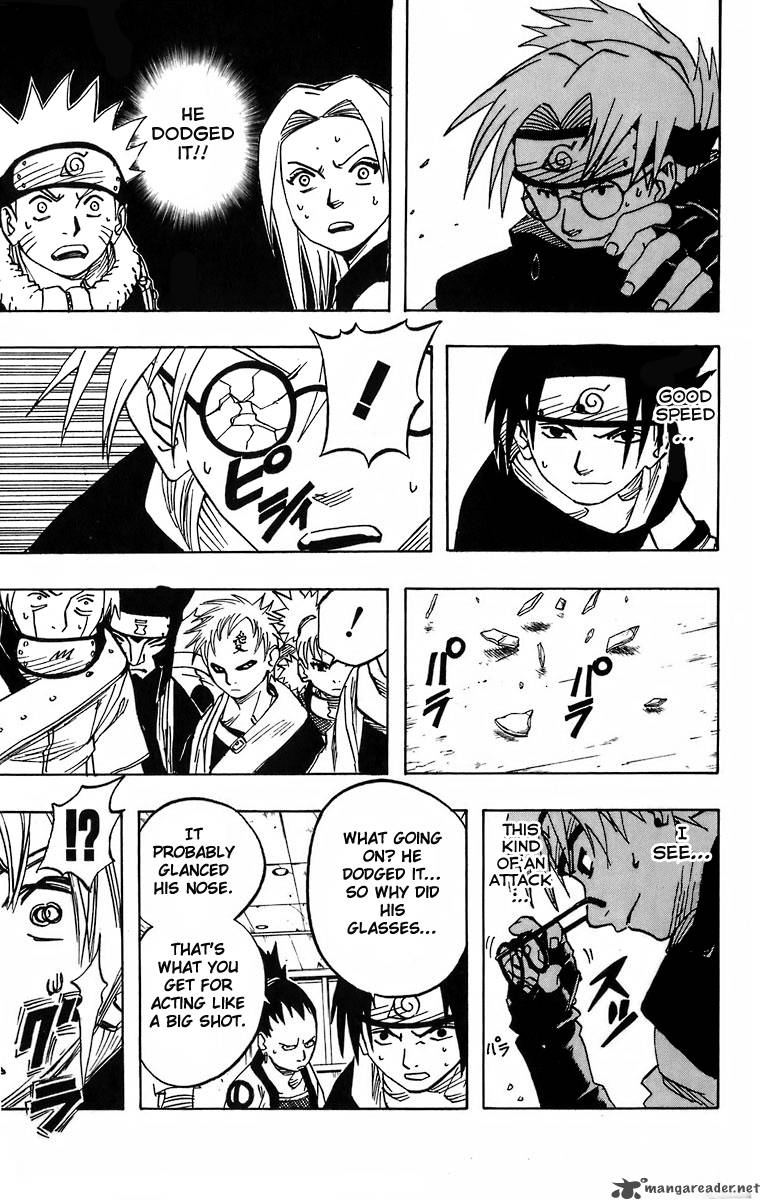 HE
DODGED
IT!!
GOOD
SPEED
...
!
ピシィ
パ
パ
!
愛
I
SEE...
THIS
KIND
OF AN
ATTACK
...!
スッ
パラ
WHAT GOING
ON? HE
DODGED IT...
SO WHY DID
HIS
GLASSES...
IT
PROBABLY
GLANCED
HIS NOSE.
THAT'S
WHAT YOU
GET FOR
ACTING LIKE
A BIG SHOT.
!?
グラ
mangareader.net